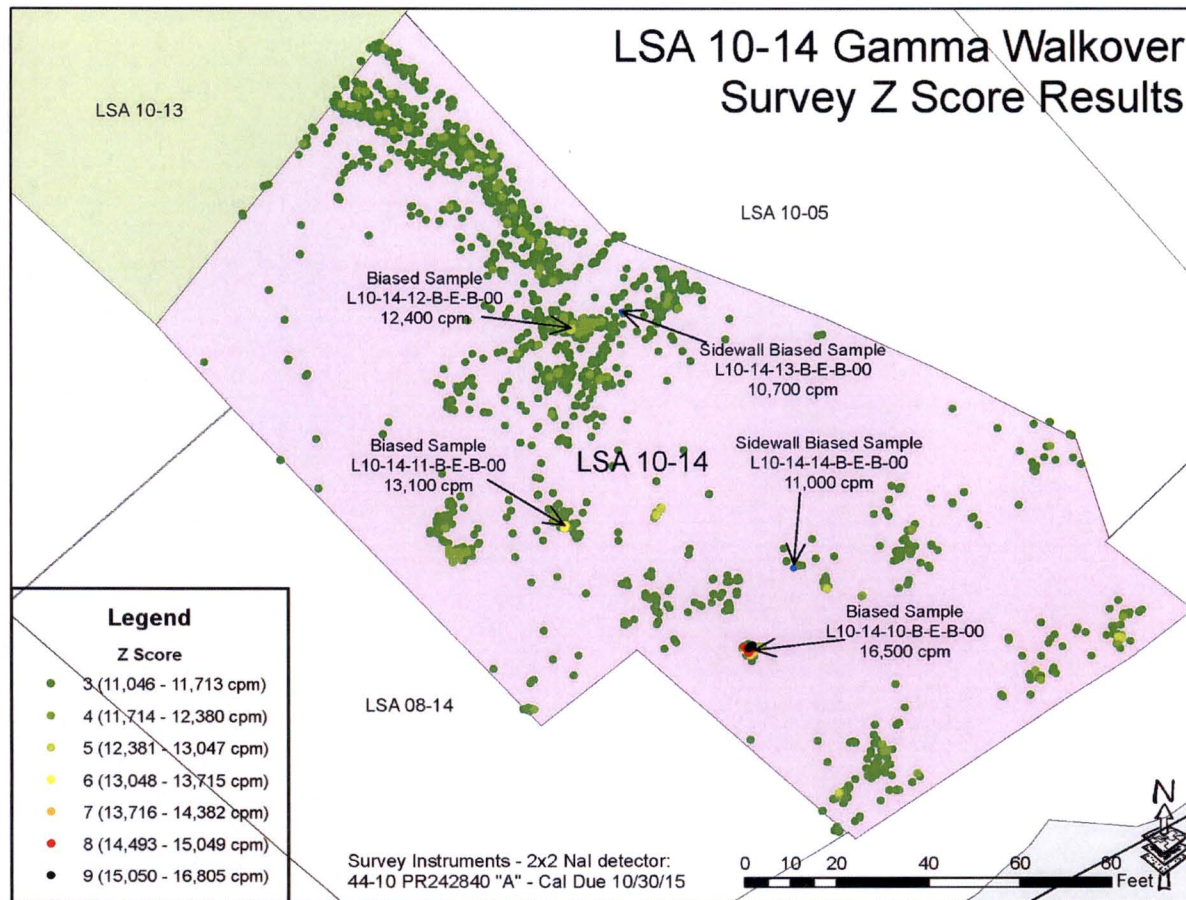 LSA 10-14 Gamma Walkover
Survey Z Score Results
LSA 10-13
LSA 10-05
Biased Sample
L10-14-12-B-E-B-00
12,400 cpm
Sidewall Biased Sample
L10-14-13-B-E-B-00
10,700 cpm
Biased Sample
L10-14-11-B-E-B-00
13,100 cpm
LSA 10-14
Sidewall Biased Sample
L10-14-14-B-E-B-00
11,000 cpm
Biased Sample
L10-14-10-B-E-B-00
16,500 cpm
LSA 08-14
Legend
Z Score
3 (11,046 - 11,713 cpm)
4 (11,714 - 12,380 cpm)
5 (12,381 - 13,047 cpm)
6 (13,048 - 13,715 cpm)
7 (13,716 - 14,382 cpm)
8 (14,493 - 15,049 cpm)
9 (15,050 - 16,805 cpm)
Survey Instruments - 2x2 NaI detector:
44-10 PR242840 "A" - Cal Due 10/30/15
0 10 20 40 60 80
Feet
N